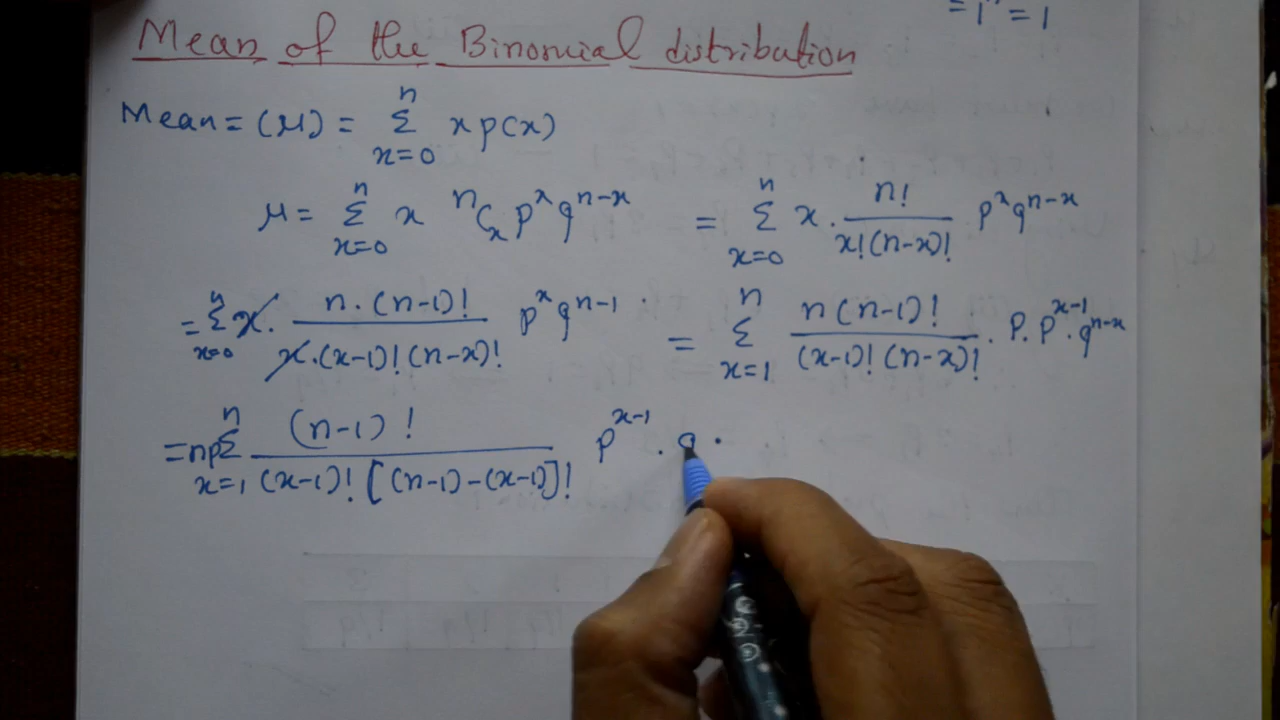 = 1ⁿ = 1
Mean of the Binomial distribution
Mean = (μ) = Σ_{x=0}^{n} x p(x)
μ = Σ_{x=0}^{n} x ⁿCₓ p^x q^{n-x} = Σ_{x=0}^{n} x . n! / x!(n-x)! p^x q^{n-x}
= Σ_{x=0}^{n} x . n.(n-1)! / x.(x-1)!(n-x)! p^x q^{n-1} = Σ_{x=1}^{n} n(n-1)! / (x-1)!(n-x)! . p.p^{x-1}.q^{n-x}
= np Σ_{x=1}^{n} (n-1)! / (x-1)![(n-1)-(x-1)]! p^{x-1} . q